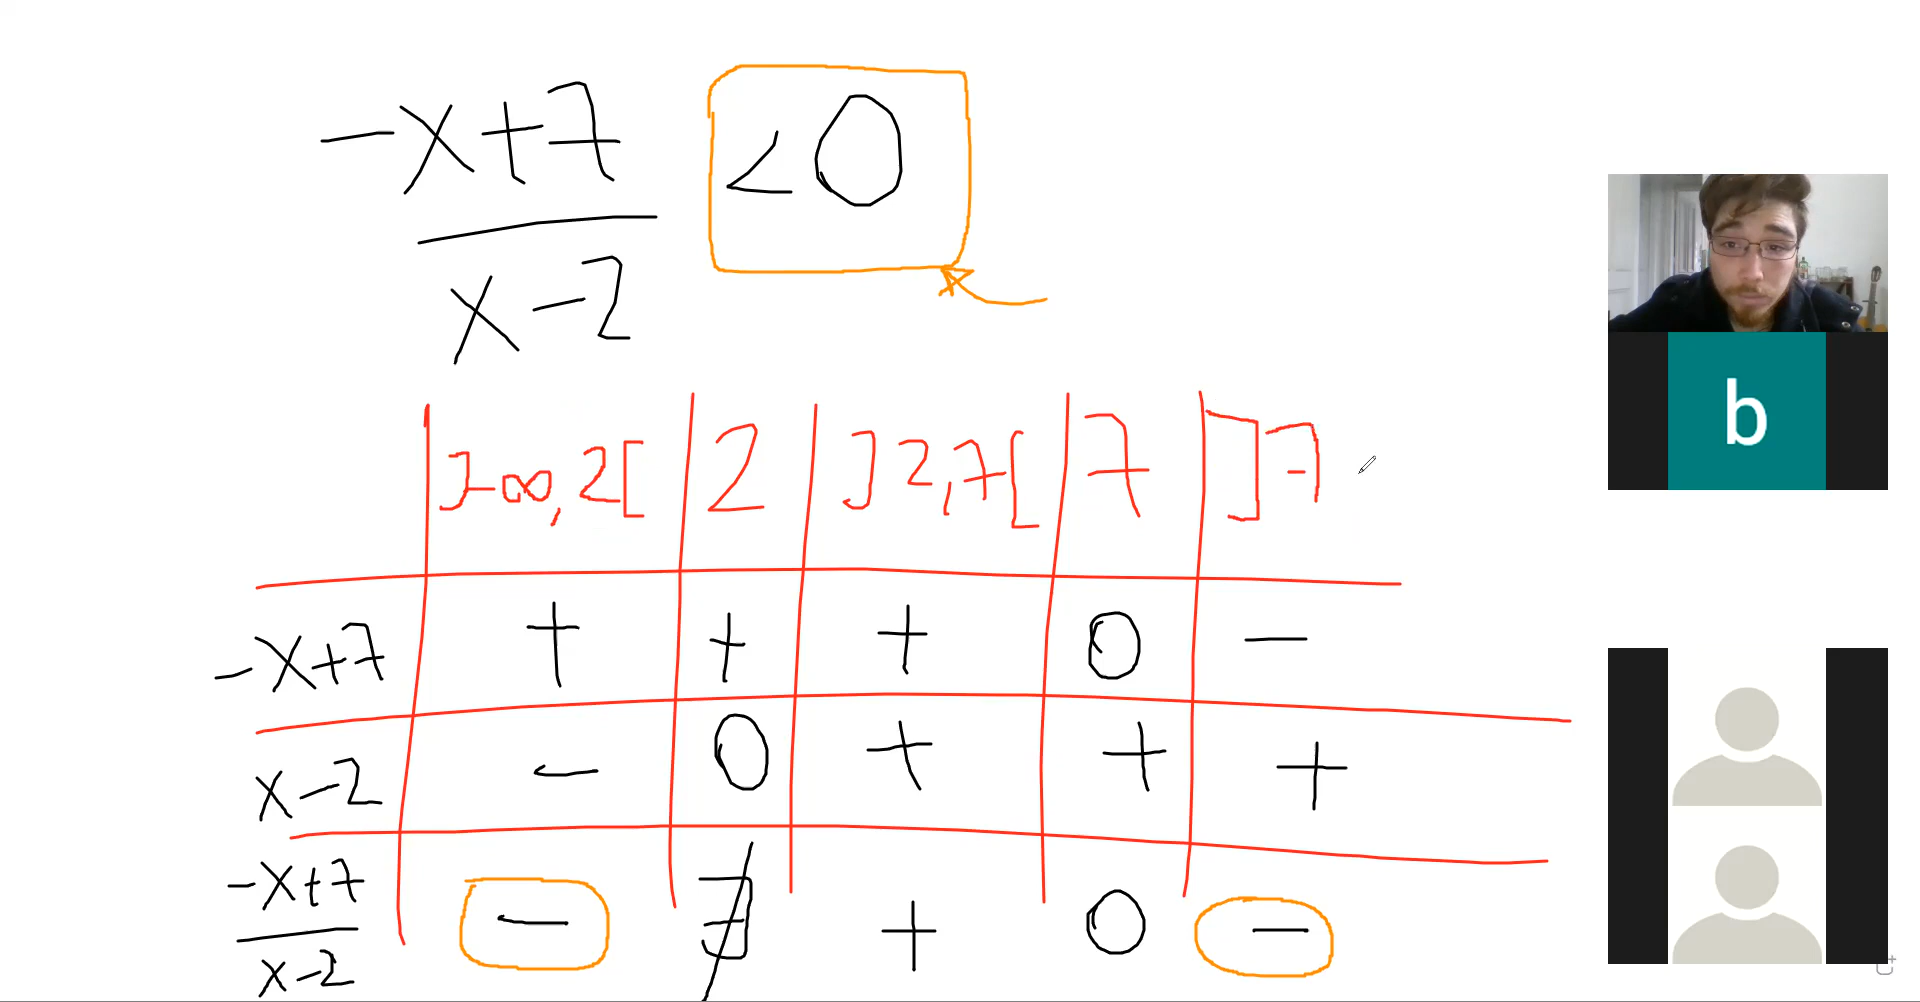 -x+7
<0
x-2
]-∞,2[ 2 ]2,7[ 7 ]7
-x+7 + + + 0 -
x-2 - 0 + + +
-x+7
- ∄ + 0 -
x-2
b